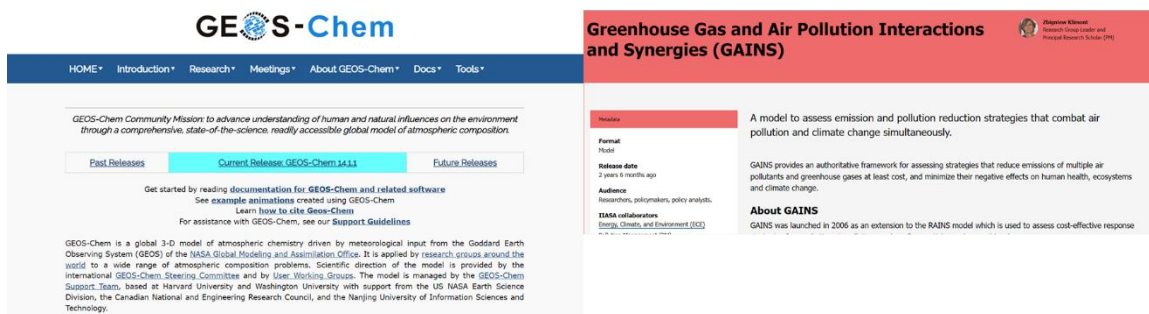 GEOS-Chem
HOME Introduction Research Meetings About GEOS-Chem Docs Tools
GEOS-Chem Community Mission: to advance understanding of human and natural influences on the environment
through a comprehensive, state-of-the-science, readily accessible global model of atmospheric composition.
Past Releases Current Release: GEOS-Chem 14.1.1 Future Releases
Get started by reading documentation for GEOS-Chem and related software
See example animations created using GEOS-Chem
Learn how to cite Geos-Chem
For assistance with GEOS-Chem, see our Support Guidelines
GEOS-Chem is a global 3-D model of atmospheric chemistry driven by meteorological input from the Goddard Earth
Observing System (GEOS) of the NASA Global Modeling and Assimilation Office. It is applied by research groups around the
world to a wide range of atmospheric composition problems. Scientific direction of the model is provided by the
international GEOS-Chem Steering Committee and by User Working Groups. The model is managed by the GEOS-Chem
Support Team, based at Harvard University and Washington University with support from the US NASA Earth Science
Division, the Canadian National and Engineering Research Council, and the Nanjing University of Information Sciences and
Technology.
Greenhouse Gas and Air Pollution Interactions
and Synergies (GAINS)
Zbigniew Klimont
Research Group Leader and
Principal Research Scholar (PM)
Metadata
Format
Model
Release date
2 years 6 months ago
Audience
Researchers, policymakers, policy analysts.
IIASA collaborators
Energy, Climate, and Environment (ECE)
A model to assess emission and pollution reduction strategies that combat air
pollution and climate change simultaneously.
GAINS provides an authoritative framework for assessing strategies that reduce emissions of multiple air
pollutants and greenhouse gases at least cost, and minimize their negative effects on human health, ecosystems
and climate change.
About GAINS
GAINS was launched in 2006 as an extension to the RAINS model which is used to assess cost-effective response